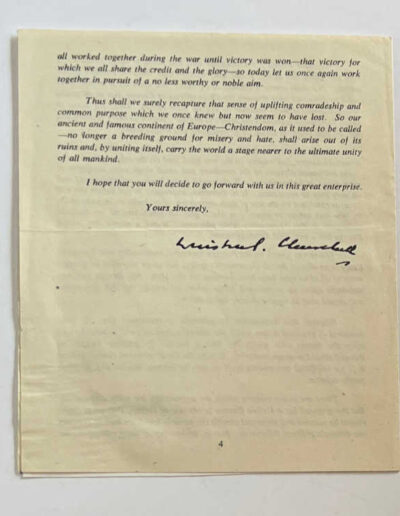 all worked together during the war until victory was won—that victory for
which we all share the credit and the glory—so today let us once again work
together in pursuit of a no less worthy or noble aim.
Thus shall we surely recapture that sense of uplifting comradeship and
common purpose which we once knew but now seem to have lost. So our
ancient and famous continent of Europe—Christendom, as it used to be called
—no longer a breeding ground for misery and hate, shall arise out of its
ruins and, by uniting itself, carry the world a stage nearer to the ultimate unity
of all mankind.
I hope that you will decide to go forward with us in this great enterprise.
Yours sincerely,
Winston S. Churchill
4